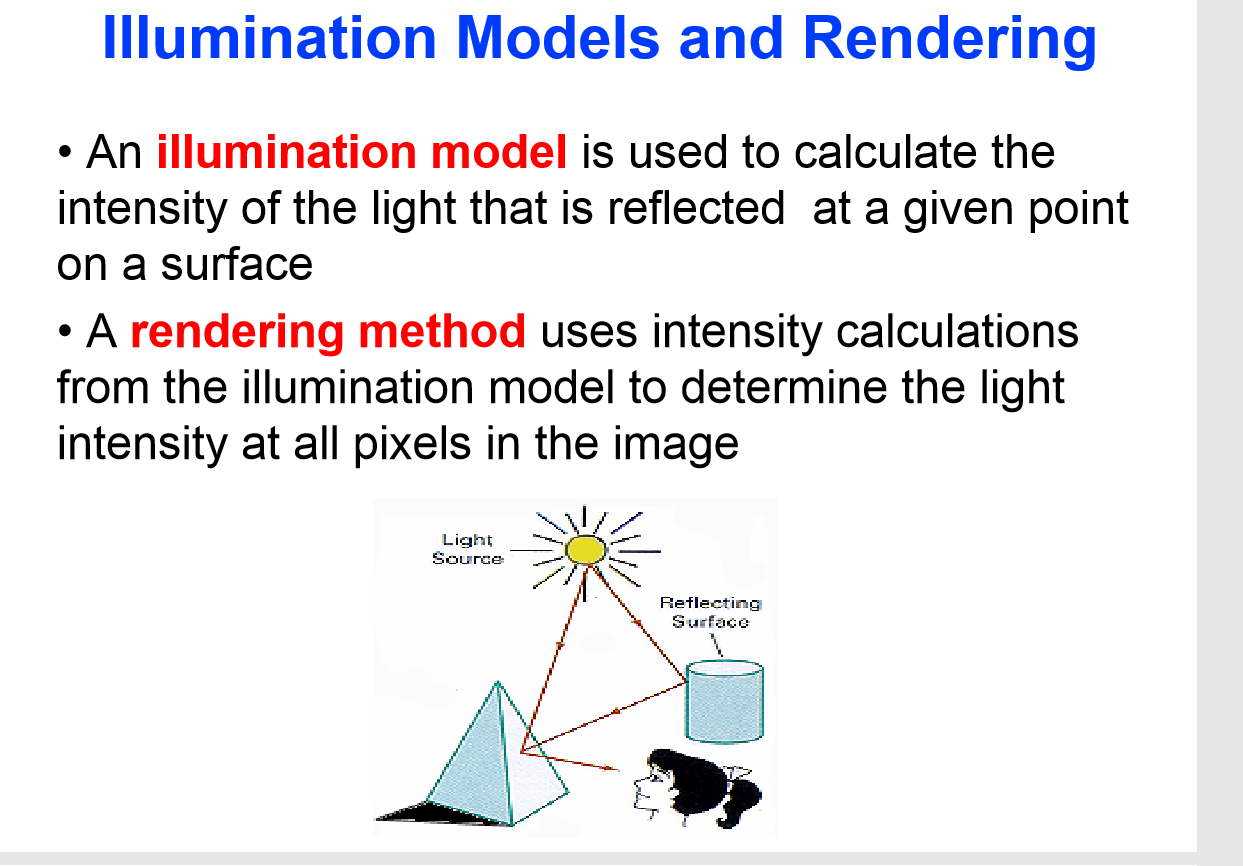 Illumination Models and Rendering
• An illumination model is used to calculate the
intensity of the light that is reflected at a given point
on a surface
• A rendering method uses intensity calculations
from the illumination model to determine the light
intensity at all pixels in the image
Light
Source
Reflecting
Surface